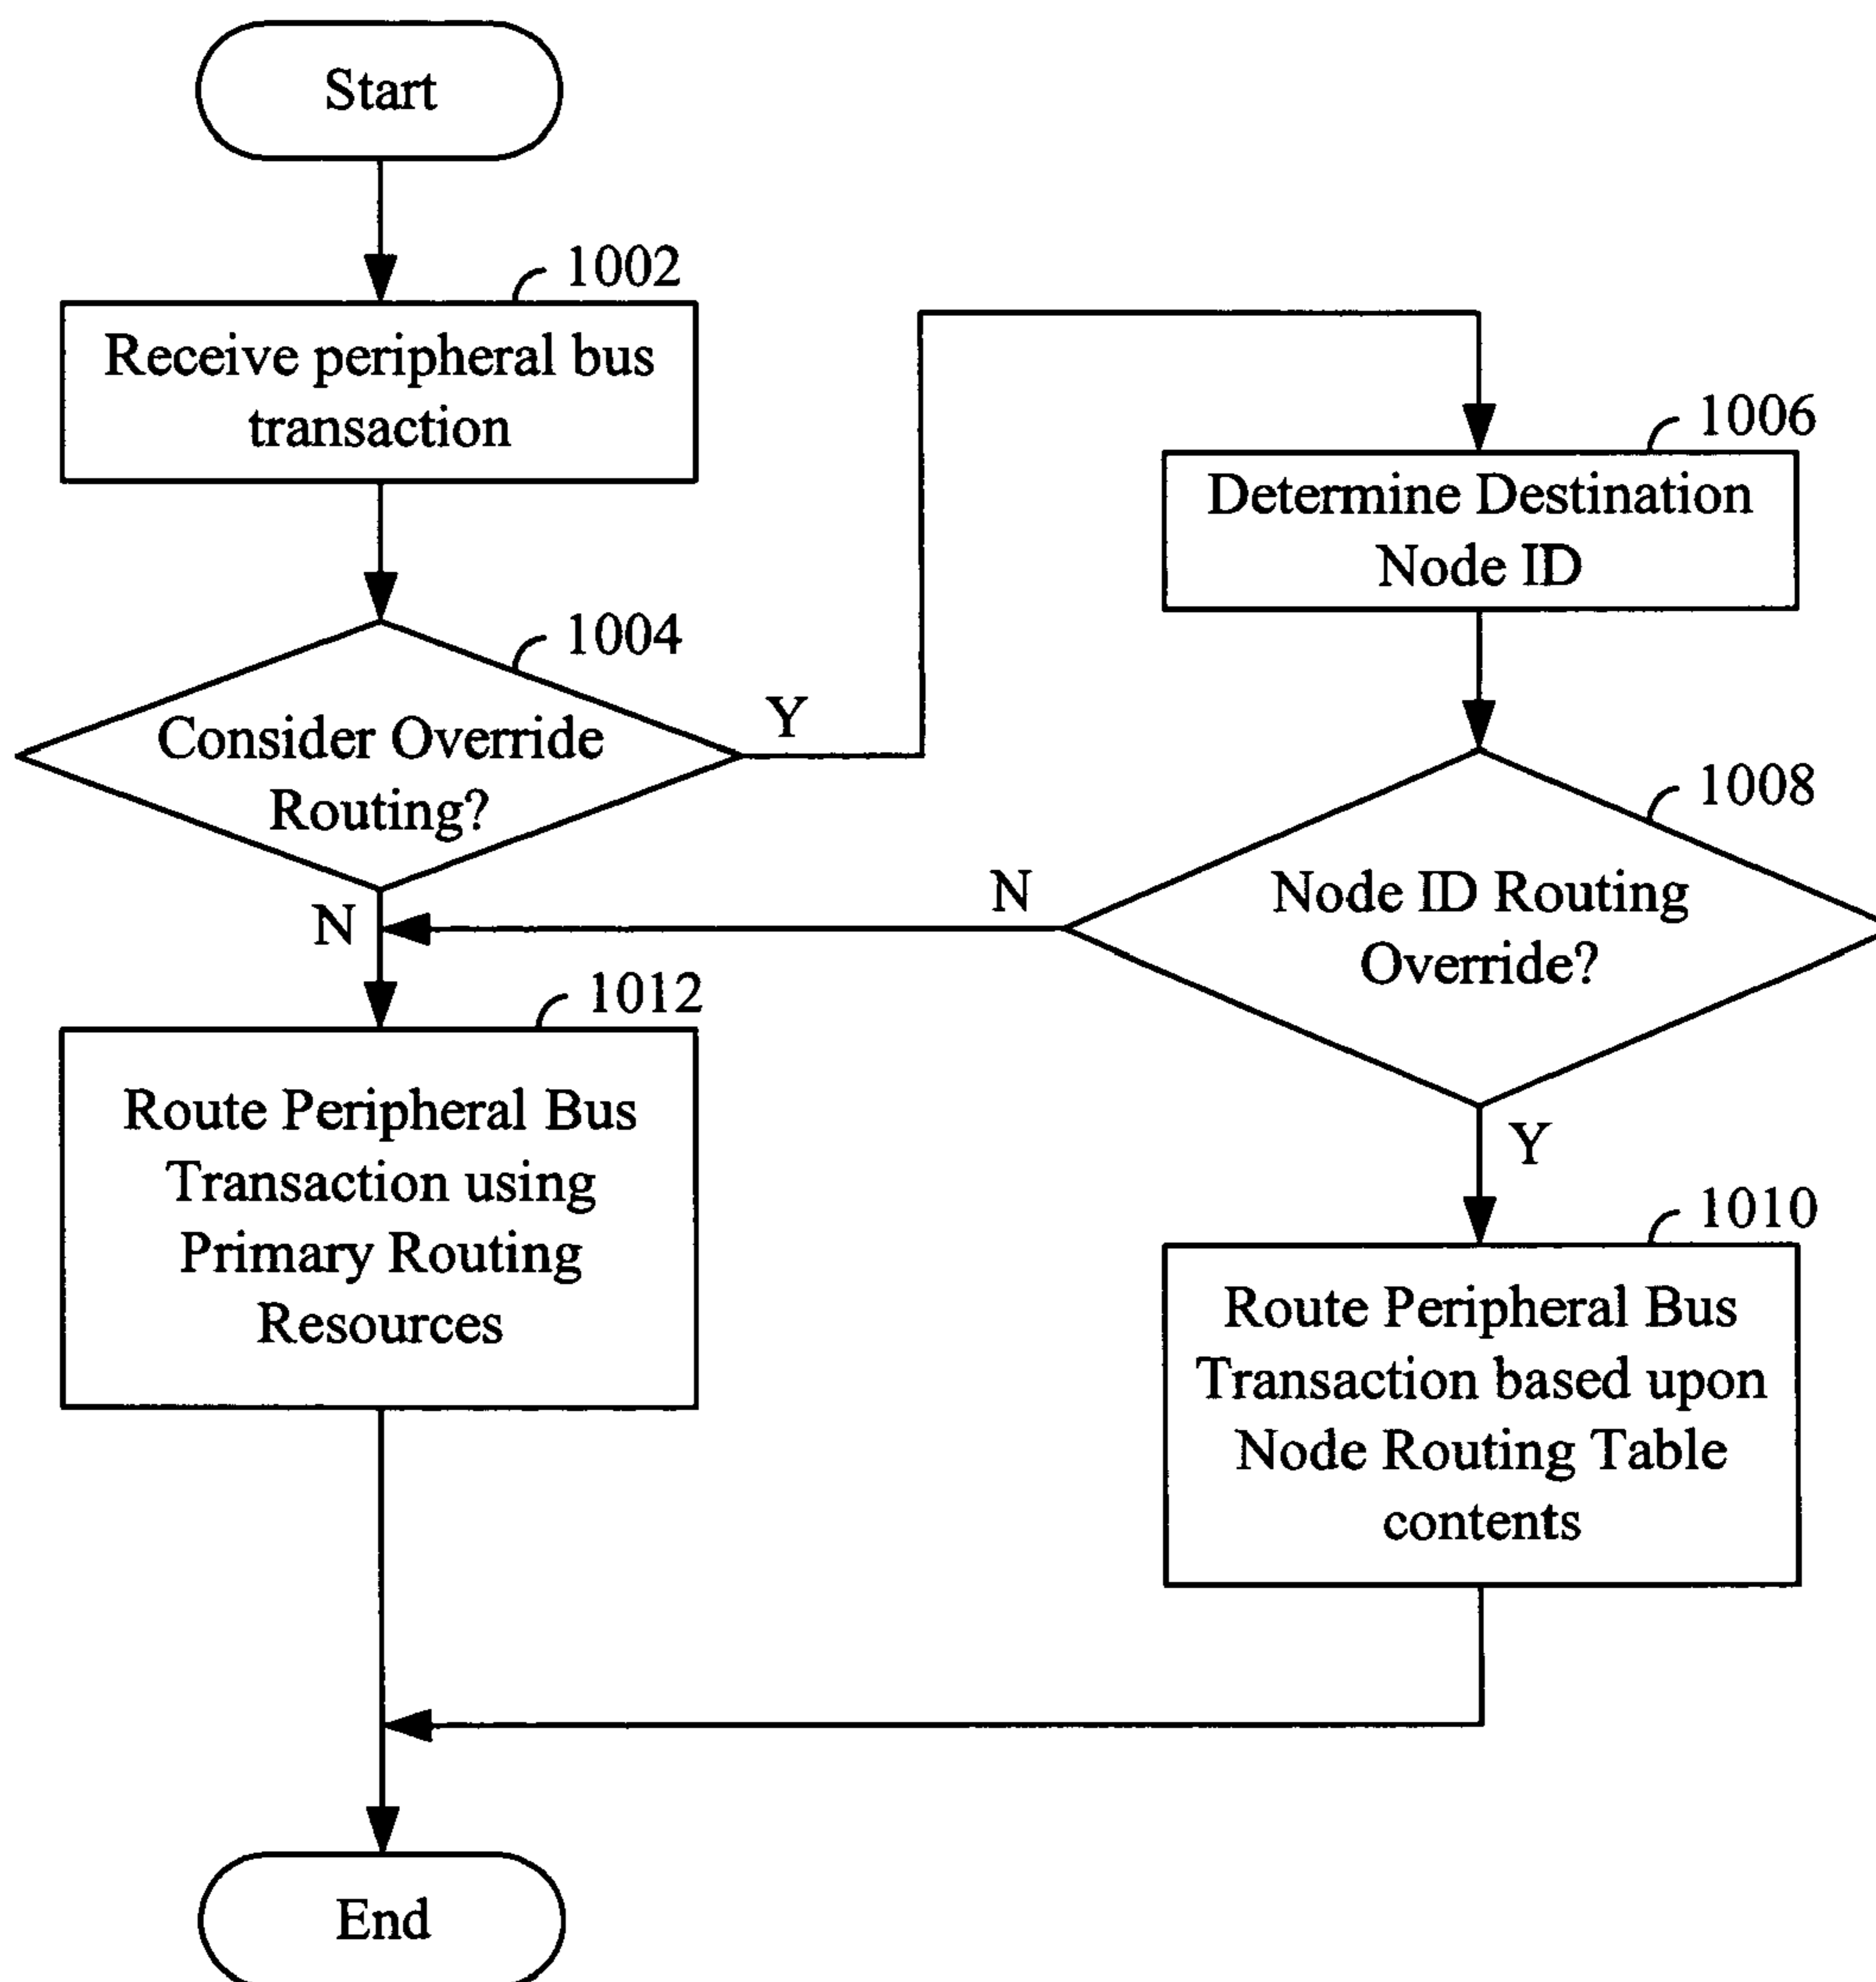 Start
1002
Receive peripheral bus
transaction
1004
Consider Override
Routing?
Y
N
1006
Determine Destination
Node ID
1008
Node ID Routing
Override?
N
Y
1010
Route Peripheral Bus
Transaction based upon
Node Routing Table
contents
1012
Route Peripheral Bus
Transaction using
Primary Routing
Resources
End